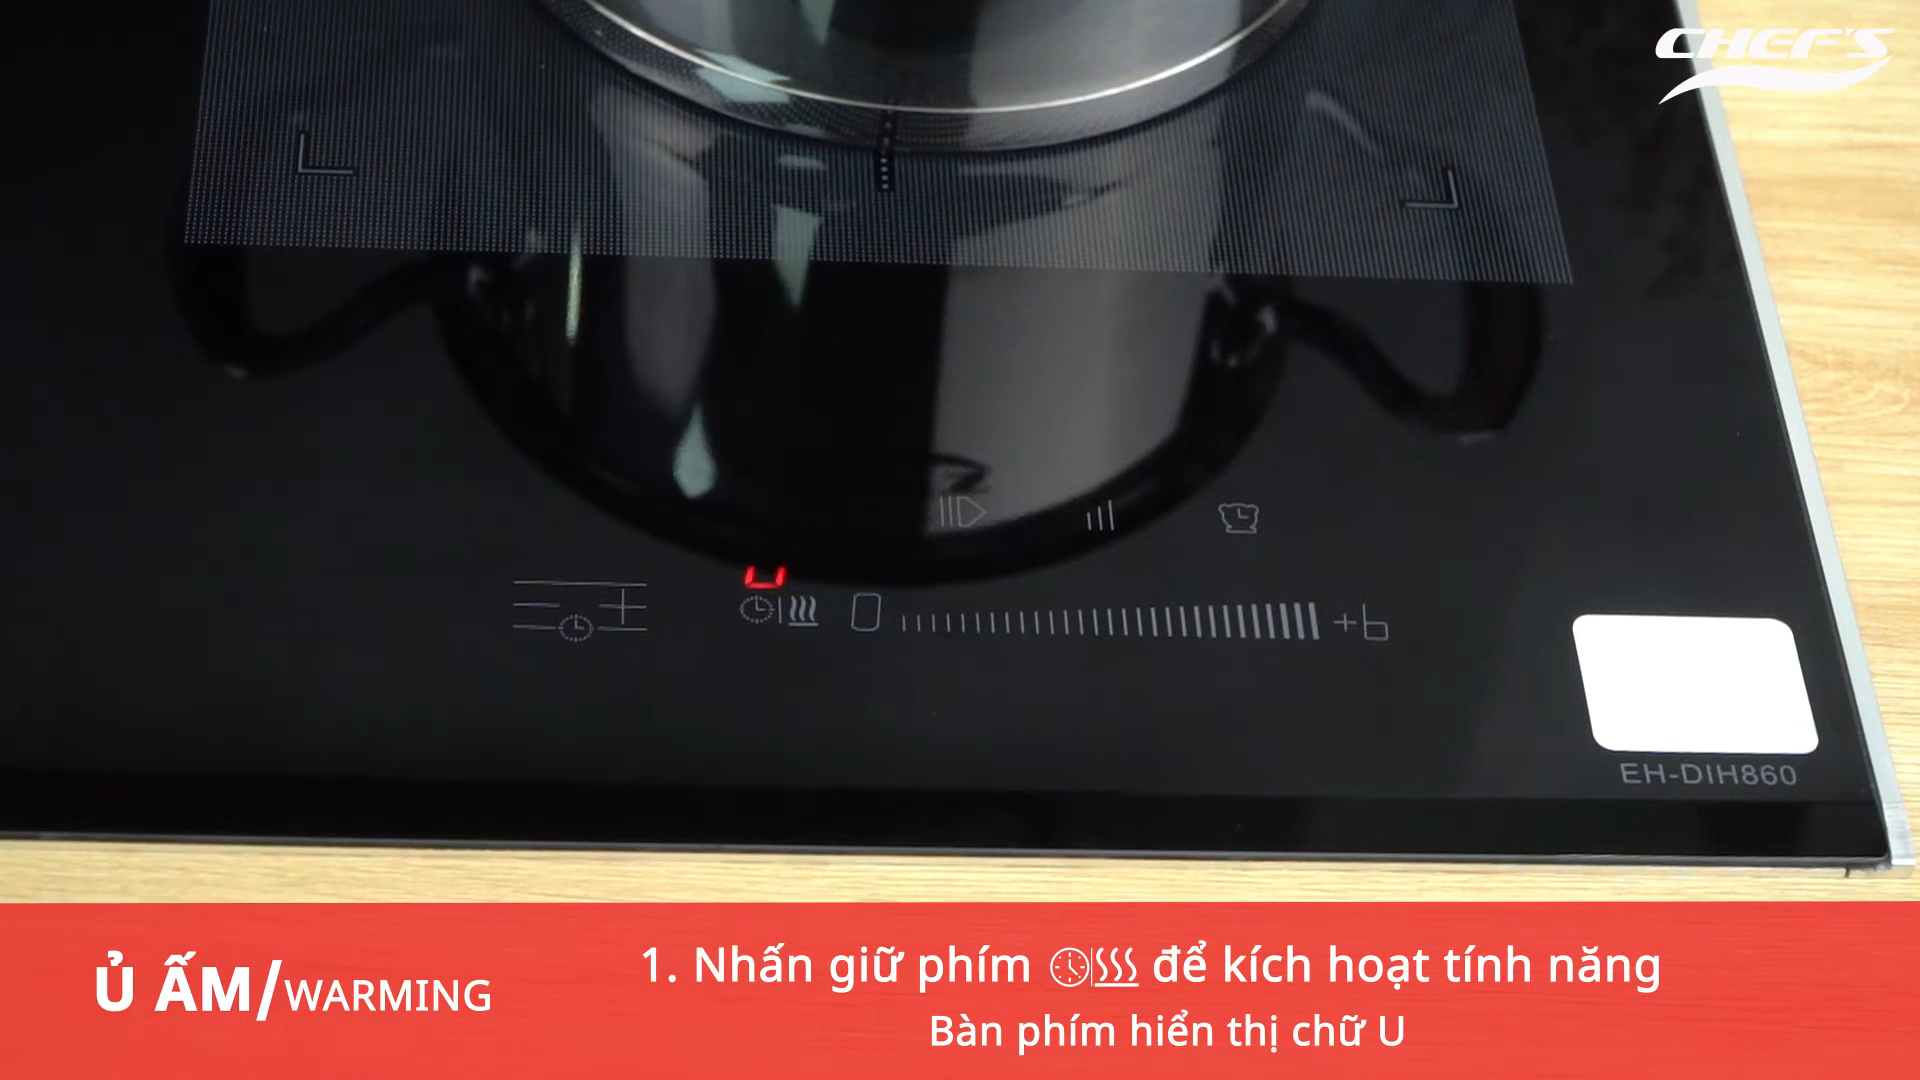 CHEF'S
U
0
+b
EH-DIH860
Ủ ẤM/WARMING
1. Nhấn giữ phím để kích hoạt tính năng
Bàn phím hiển thị chữ U